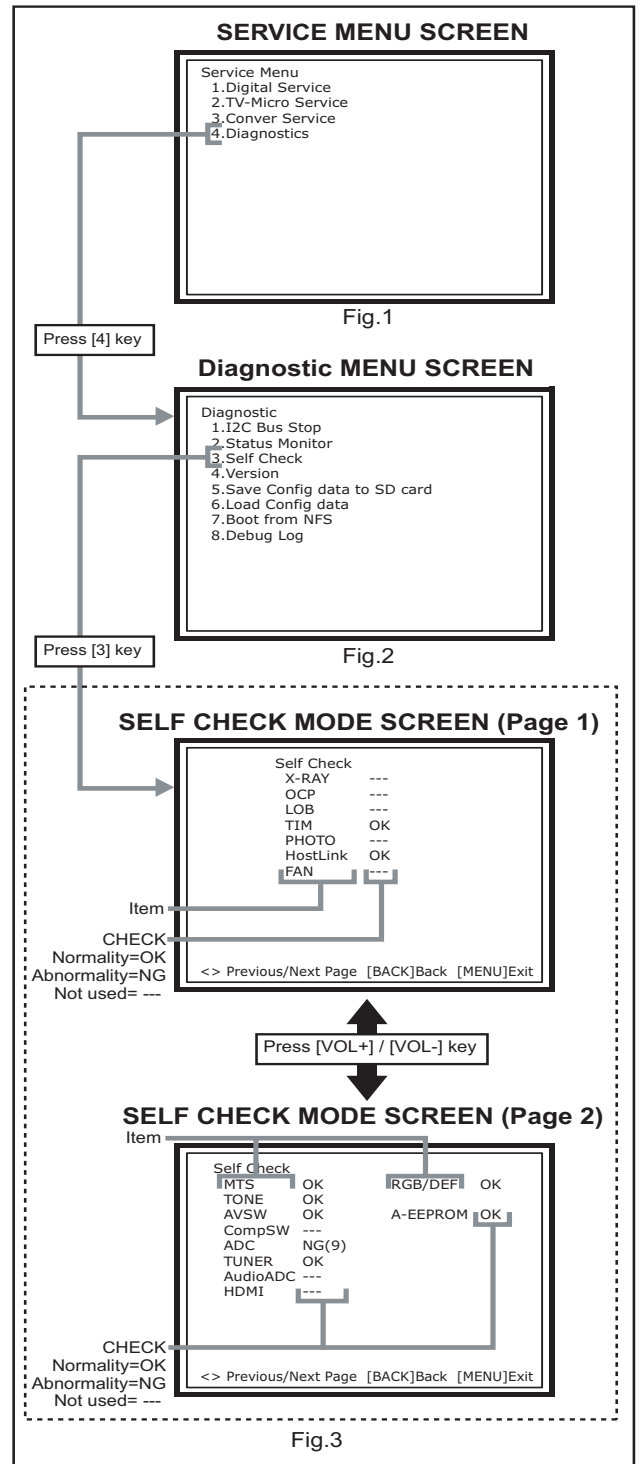 SERVICE MENU SCREEN
Service Menu
1.Digital Service
2.TV-Micro Service
3.Conver Service
4.Diagnostics
Fig.1
Press [4] key
Diagnostic MENU SCREEN
Diagnostic
1.I2C Bus Stop
2.Status Monitor
3.Self Check
4.Version
5.Save Config data to SD card
6.Load Config data
7.Boot from NFS
8.Debug Log
Fig.2
Press [3] key
SELF CHECK MODE SCREEN (Page 1)
Self Check
X-RAY ---
OCP ---
LOB ---
TIM OK
PHOTO ---
HostLink OK
FAN ---
Item
CHECK
Normality=OK
Abnormality=NG
Not used= ---
<> Previous/Next Page [BACK]Back [MENU]Exit
Press [VOL+] / [VOL-] key
SELF CHECK MODE SCREEN (Page 2)
Item
Self Check
MTS OK RGB/DEF OK
TONE OK
AVSW OK A-EEPROM OK
CompSW ---
ADC NG(9)
TUNER OK
AudioADC ---
HDMI ---
CHECK
Normality=OK
Abnormality=NG
Not used= ---
<> Previous/Next Page [BACK]Back [MENU]Exit
Fig.3